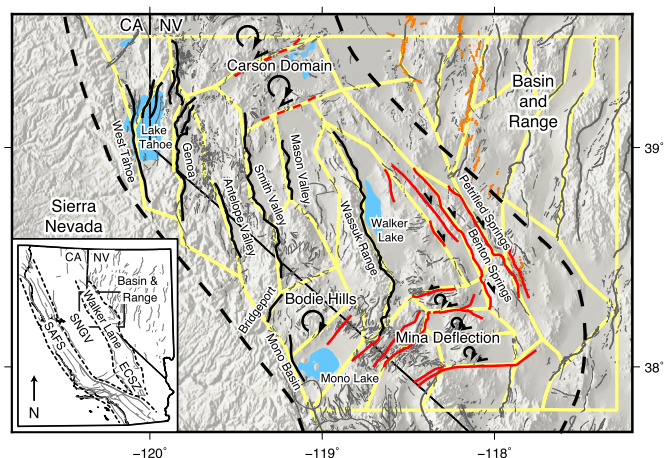 CA NV
Carson Domain
Basin
and
Range
39°
West Tahoe
Lake
Tahoe
Genoa
Antelope Valley
Smith Valley
Mason Valley
Wassuk Range
Walker
Lake
Petrified Springs
Benton Springs
Sierra
Nevada
Bridgeport
Bodie Hills
Mina Deflection
Mono Basin
Mono Lake
38°
CA NV
Basin &
Range
Walker Lane
SNGV
SAFS
ECSZ
N
−120°
−119°
−118°